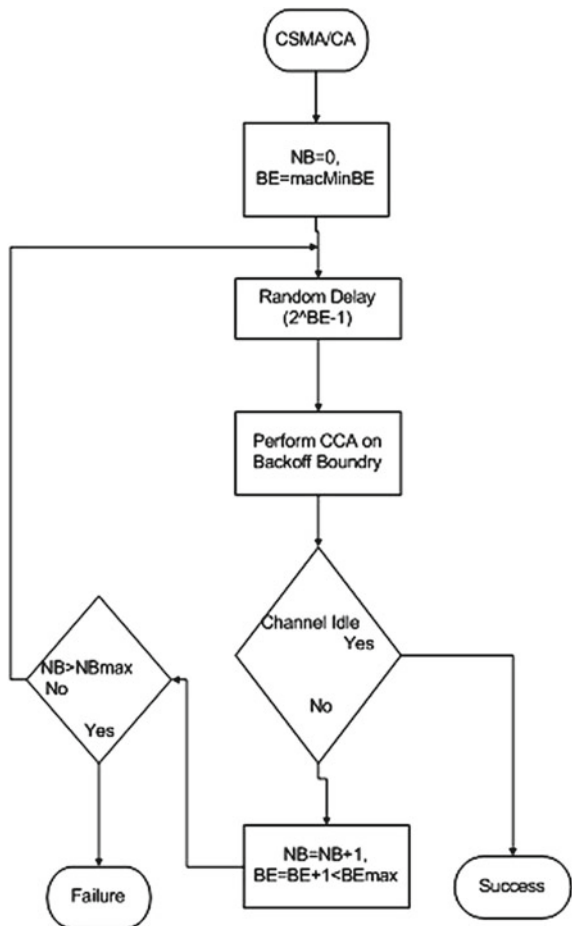 CSMA/CA
NB=0,
BE=macMinBE
Random Delay
(2^BE-1)
Perform CCA on
Backoff Boundry
Channel Idle
Yes
No
NB>NBmax
No
Yes
NB=NB+1,
BE=BE+1<BEmax
Failure
Success